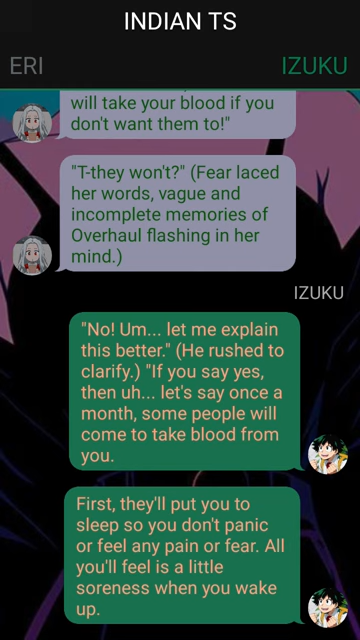 INDIAN TS
ERI
IZUKU
will take your blood if you
don't want them to!"
"T-they won't?" (Fear laced
her words, vague and
incomplete memories of
Overhaul flashing in her
mind.)
IZUKU
"No! Um... let me explain
this better." (He rushed to
clarify.) "If you say yes,
then uh... let's say once a
month, some people will
come to take blood from
you.
First, they'll put you to
sleep so you don't panic
or feel any pain or fear. All
you'll feel is a little
soreness when you wake
up.